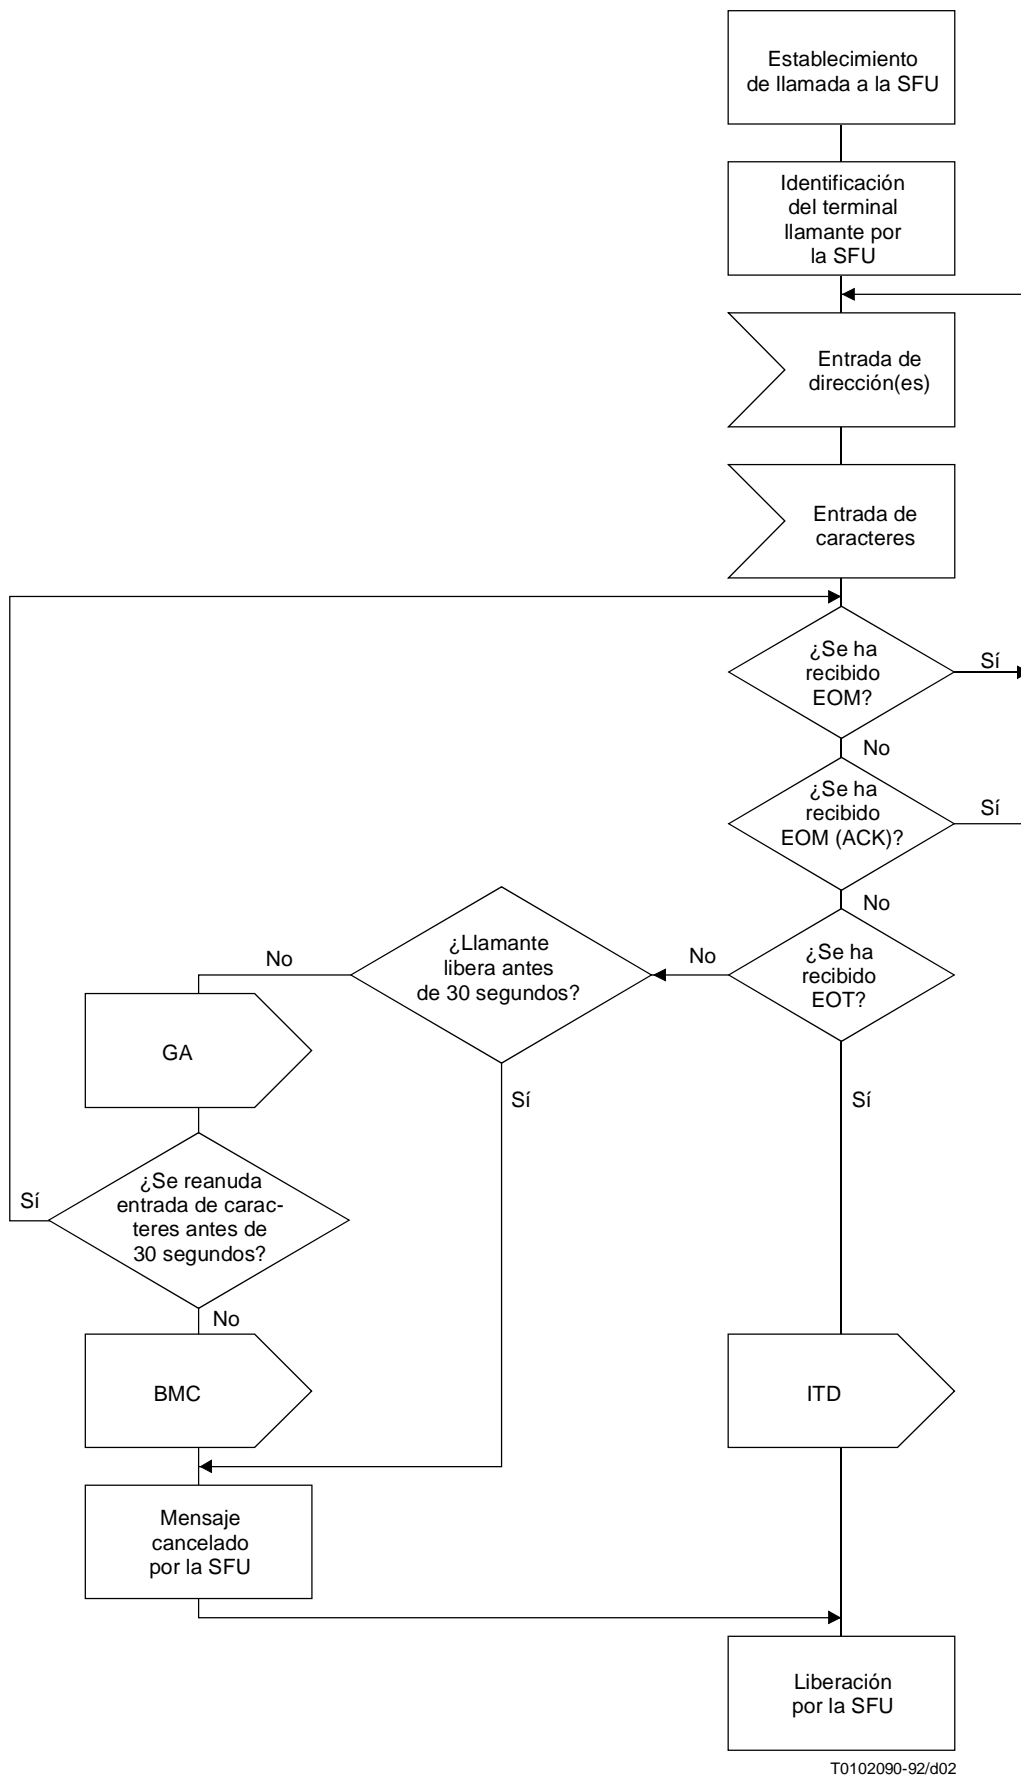 Establecimiento
de llamada a la SFU
Identificación
del terminal
llamante por
la SFU
Entrada de
dirección(es)
Entrada de
caracteres
¿Se ha
recibido
EOM?
Sí
No
¿Se ha
recibido
EOM (ACK)?
Sí
No
¿Se ha
recibido
EOT?
No
Sí
¿Llamante
libera antes
de 30 segundos?
No
Sí
GA
¿Se reanuda
entrada de carac-
teres antes de
30 segundos?
Sí
No
BMC
ITD
Mensaje
cancelado
por la SFU
Liberación
por la SFU
T0102090-92/d02